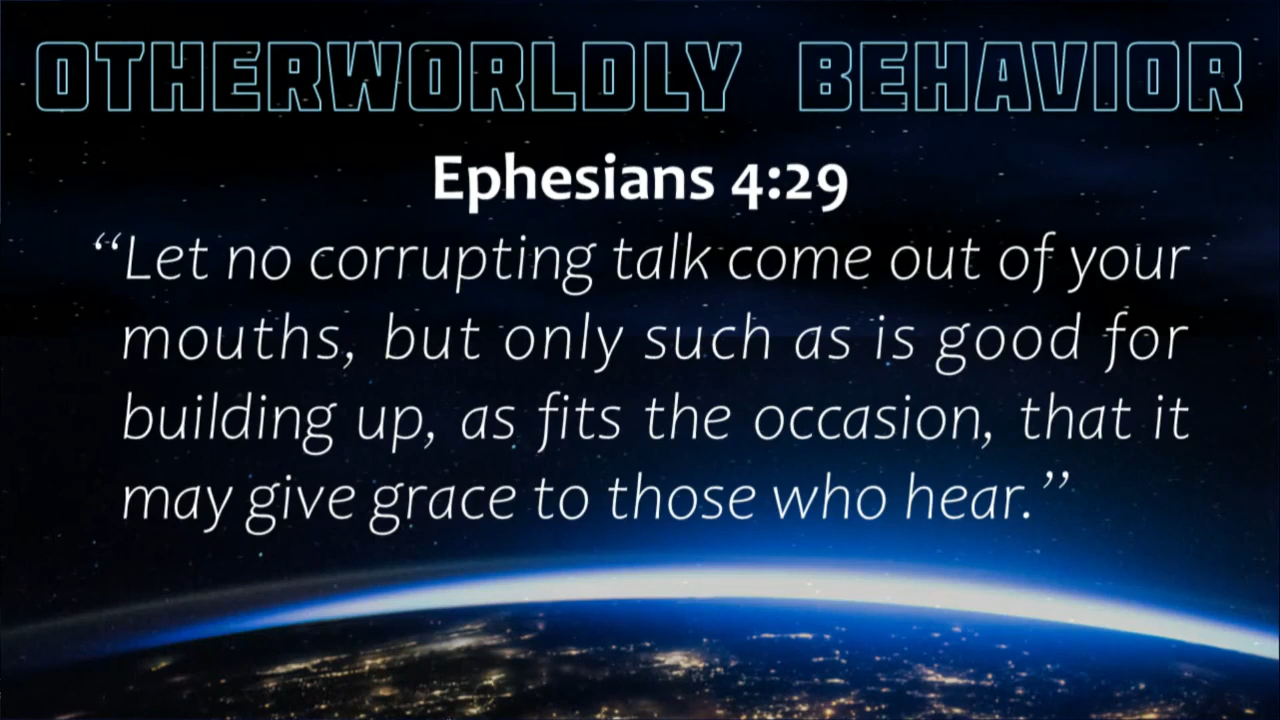 OTHERWORLDLY BEHAVIOR
Ephesians 4:29
“Let no corrupting talk come out of your
mouths, but only such as is good for
building up, as fits the occasion, that it
may give grace to those who hear.”